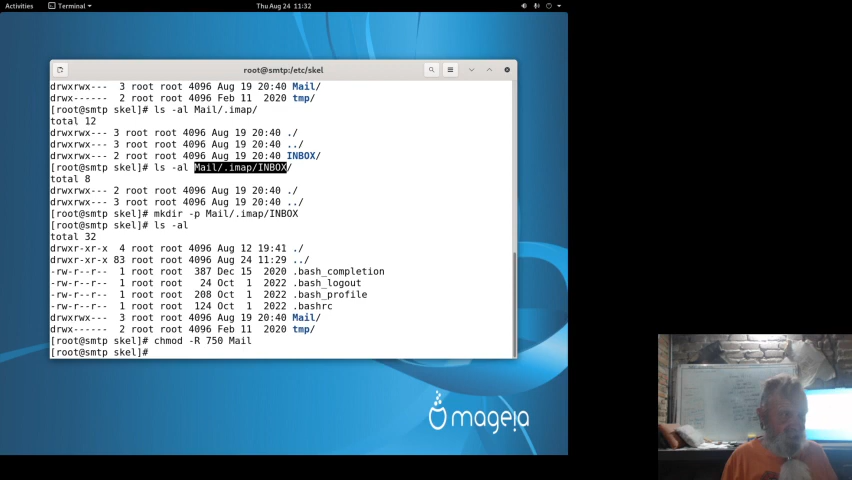 Activities Terminal Thu Aug 24 11:32
root@smtp:/etc/skel
drwxrwx--- 3 root root 4096 Aug 19 20:40 Mail/
drwx------ 2 root root 4096 Feb 11 2020 tmp/
[root@smtp skel]# ls -al Mail/.imap/
total 12
drwxrwx--- 3 root root 4096 Aug 19 20:40 ./
drwxrwx--- 3 root root 4096 Aug 19 20:40 ../
drwxrwx--- 2 root root 4096 Aug 19 20:40 INBOX/
[root@smtp skel]# ls -al Mail/.imap/INBOX/
total 8
drwxrwx--- 2 root root 4096 Aug 19 20:40 ./
drwxrwx--- 3 root root 4096 Aug 19 20:40 ../
[root@smtp skel]# mkdir -p Mail/.imap/INBOX
[root@smtp skel]# ls -al
total 32
drwxr-xr-x 4 root root 4096 Aug 12 19:41 ./
drwxr-xr-x 83 root root 4096 Aug 24 11:29 ../
-rw-r--r-- 1 root root 387 Dec 15 2020 .bash_completion
-rw-r--r-- 1 root root 24 Oct 1 2022 .bash_logout
-rw-r--r-- 1 root root 208 Oct 1 2022 .bash_profile
-rw-r--r-- 1 root root 124 Oct 1 2022 .bashrc
drwxrwx--- 3 root root 4096 Aug 19 20:40 Mail/
drwx------ 2 root root 4096 Feb 11 2020 tmp/
[root@smtp skel]# chmod -R 750 Mail
[root@smtp skel]#
mageia